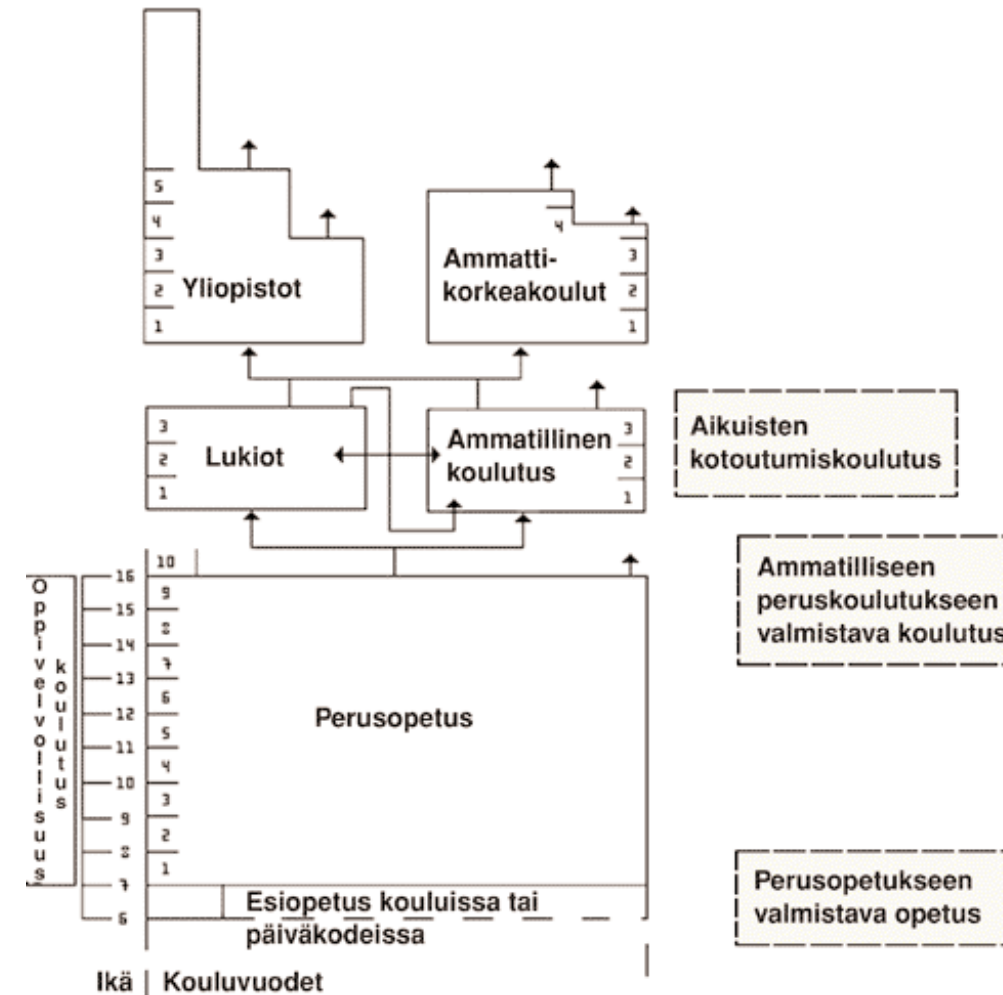 5
4
3
2
1
Yliopistot
4
3
2
1
Ammatti-
korkeakoulut
3
2
1
Lukiot
Ammatillinen
koulutus
3
2
1
Aikuisten
kotoutumiskoulutus
Ammatilliseen
peruskoulutukseen
valmistava koulutus
Oppivelvollisuus
koulutus
16
15
14
13
12
11
10
9
8
7
6
10
9
8
7
6
5
4
3
2
1
Perusopetus
Esiopetus kouluissa tai
päiväkodeissa
Perusopetukseen
valmistava opetus
Ikä
Kouluvuodet